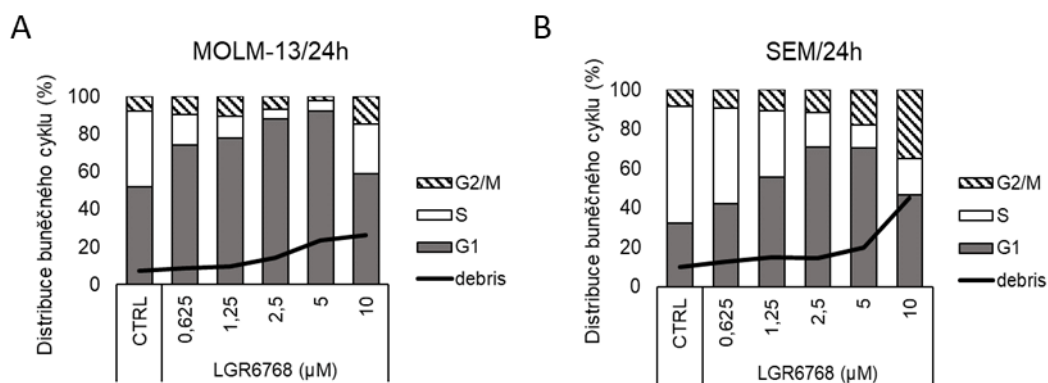 A
MOLM-13/24h
Distribuce buněčného cyklu (%)
100
80
60
40
20
0
CTRL
0,625
1,25
2,5
5
10
LGR6768 (µM)
G2/M
S
G1
debris
B
SEM/24h
Distribuce buněčného cyklu (%)
100
80
60
40
20
0
CTRL
0,625
1,25
2,5
5
10
LGR6768 (µM)
G2/M
S
G1
debris